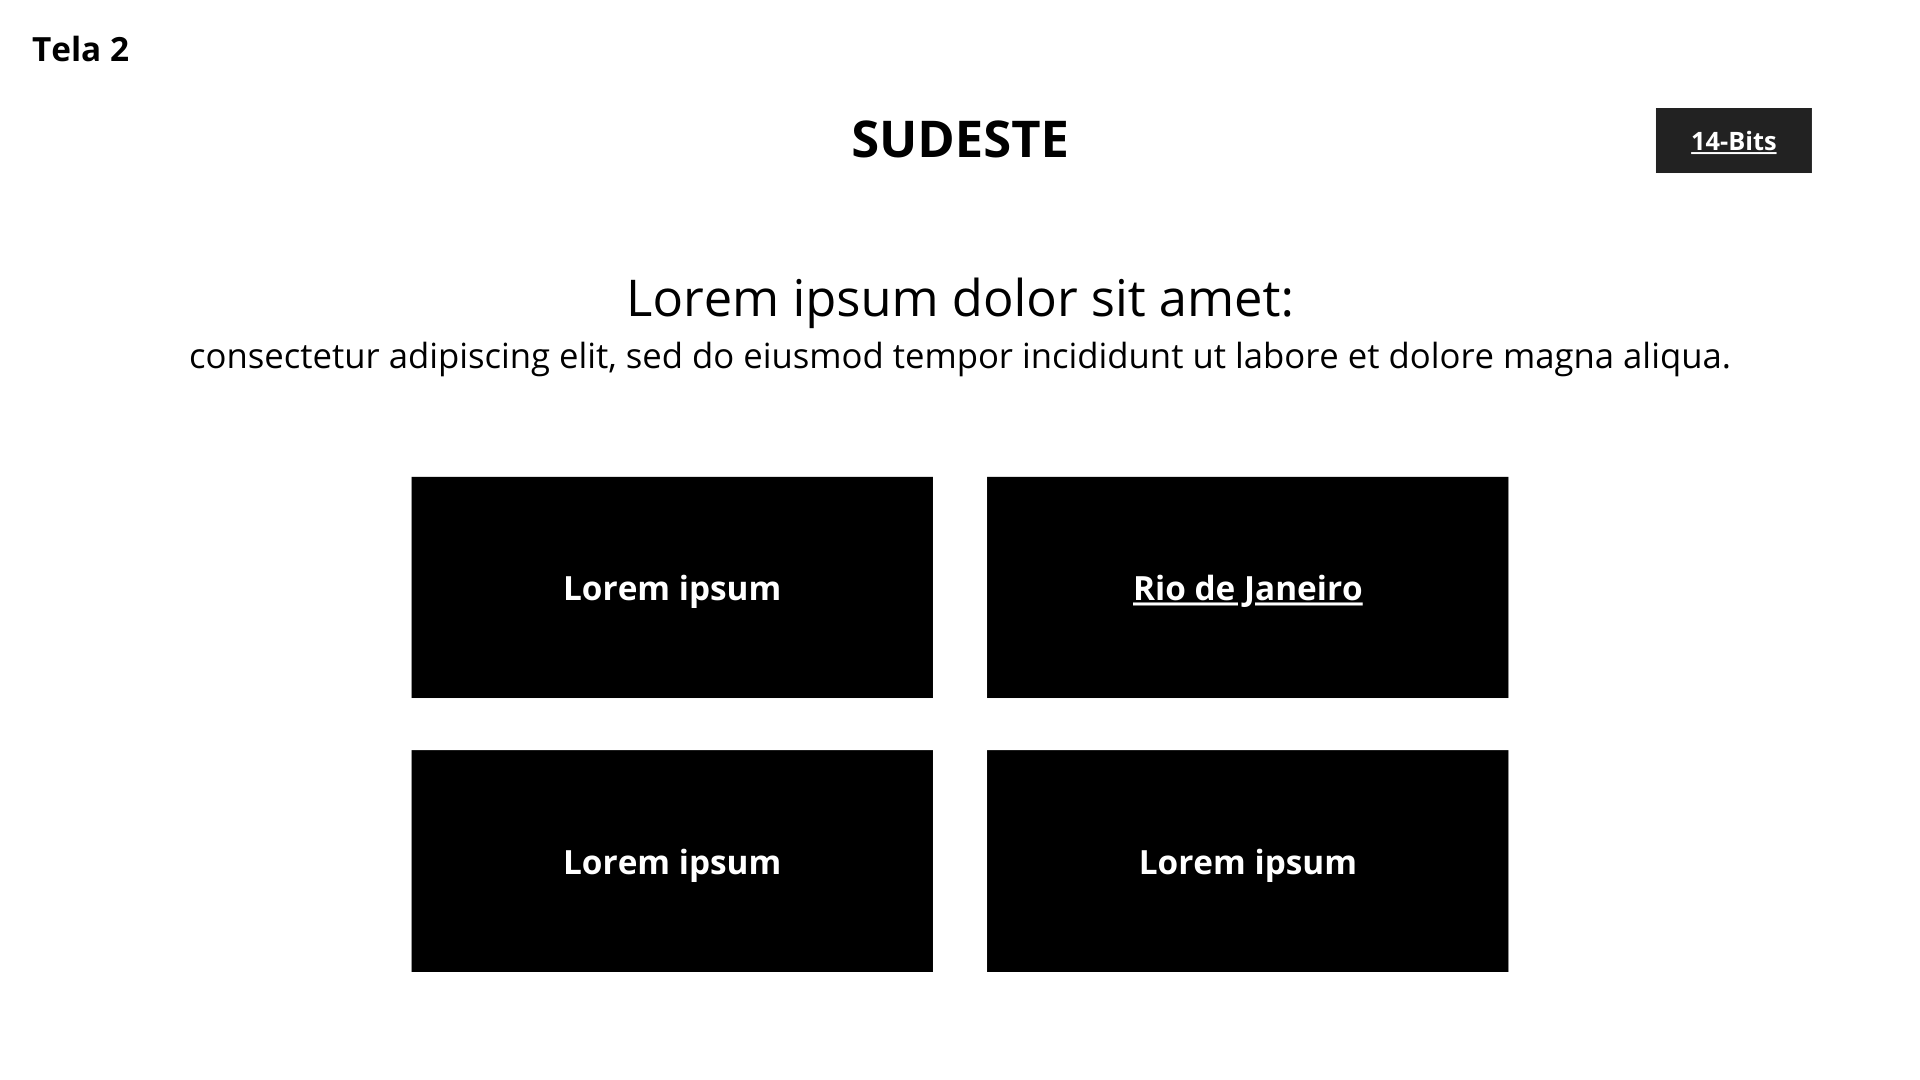 Tela 2
SUDESTE
14-Bits
Lorem ipsum dolor sit amet:
consectetur adipiscing elit, sed do eiusmod tempor incididunt ut labore et dolore magna aliqua.
Lorem ipsum
Rio de Janeiro
Lorem ipsum
Lorem ipsum